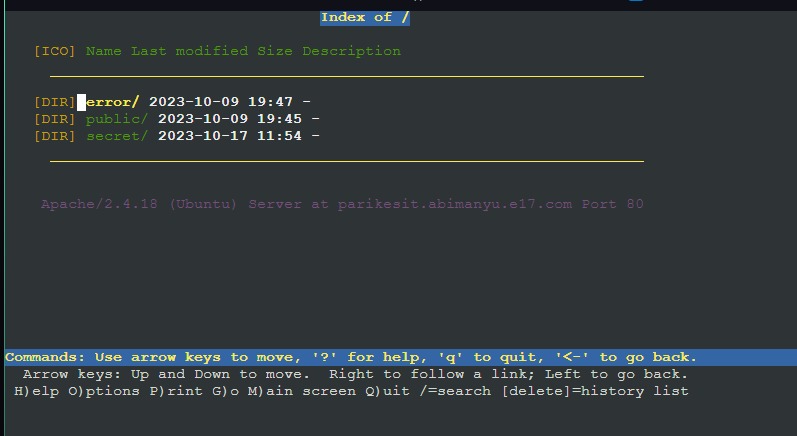 Index of /
[ICO] Name Last modified Size Description
[DIR] error/ 2023-10-09 19:47 -
[DIR] public/ 2023-10-09 19:45 -
[DIR] secret/ 2023-10-17 11:54 -
Apache/2.4.18 (Ubuntu) Server at parikesit.abimanyu.e17.com Port 80
Commands: Use arrow keys to move, '?' for help, 'q' to quit, '<-' to go back.
Arrow keys: Up and Down to move.  Right to follow a link; Left to go back.
H)elp O)ptions P)rint G)o M)ain screen Q)uit /=search [delete]=history list